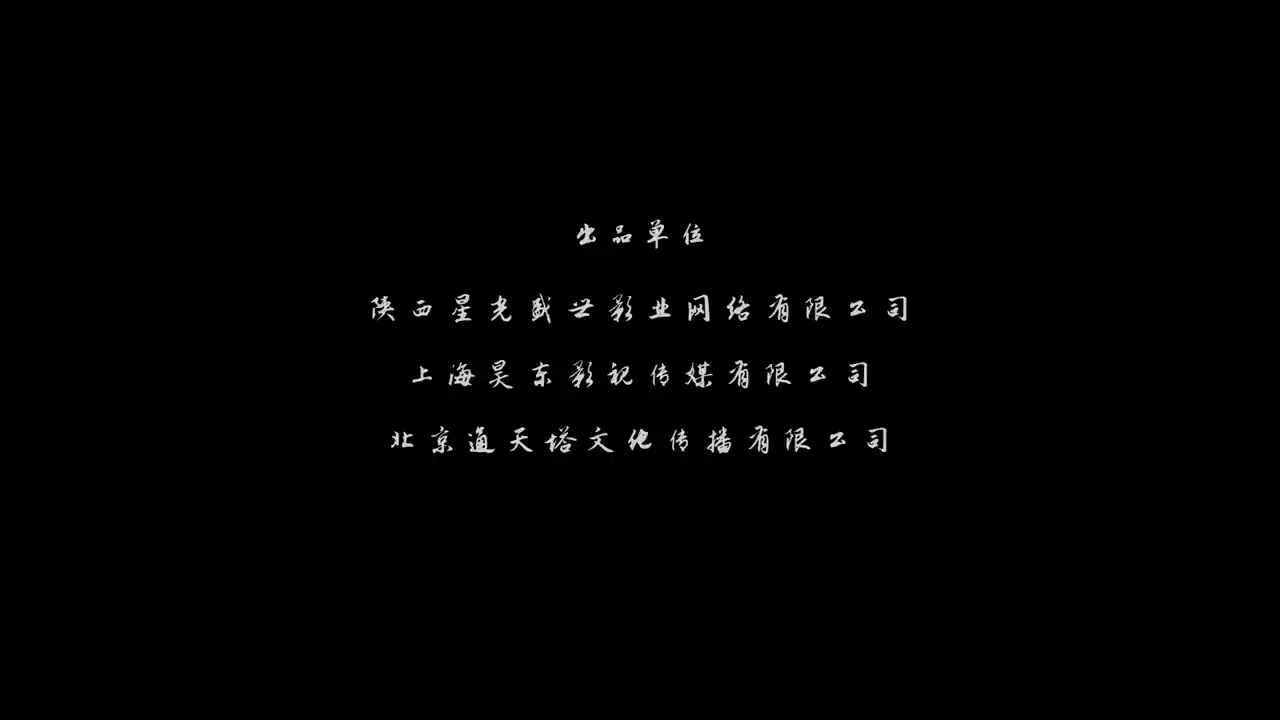 出品单位
陕西星光盛世影业网络有限公司
上海昊东影视传媒有限公司
北京通天塔文化传播有限公司